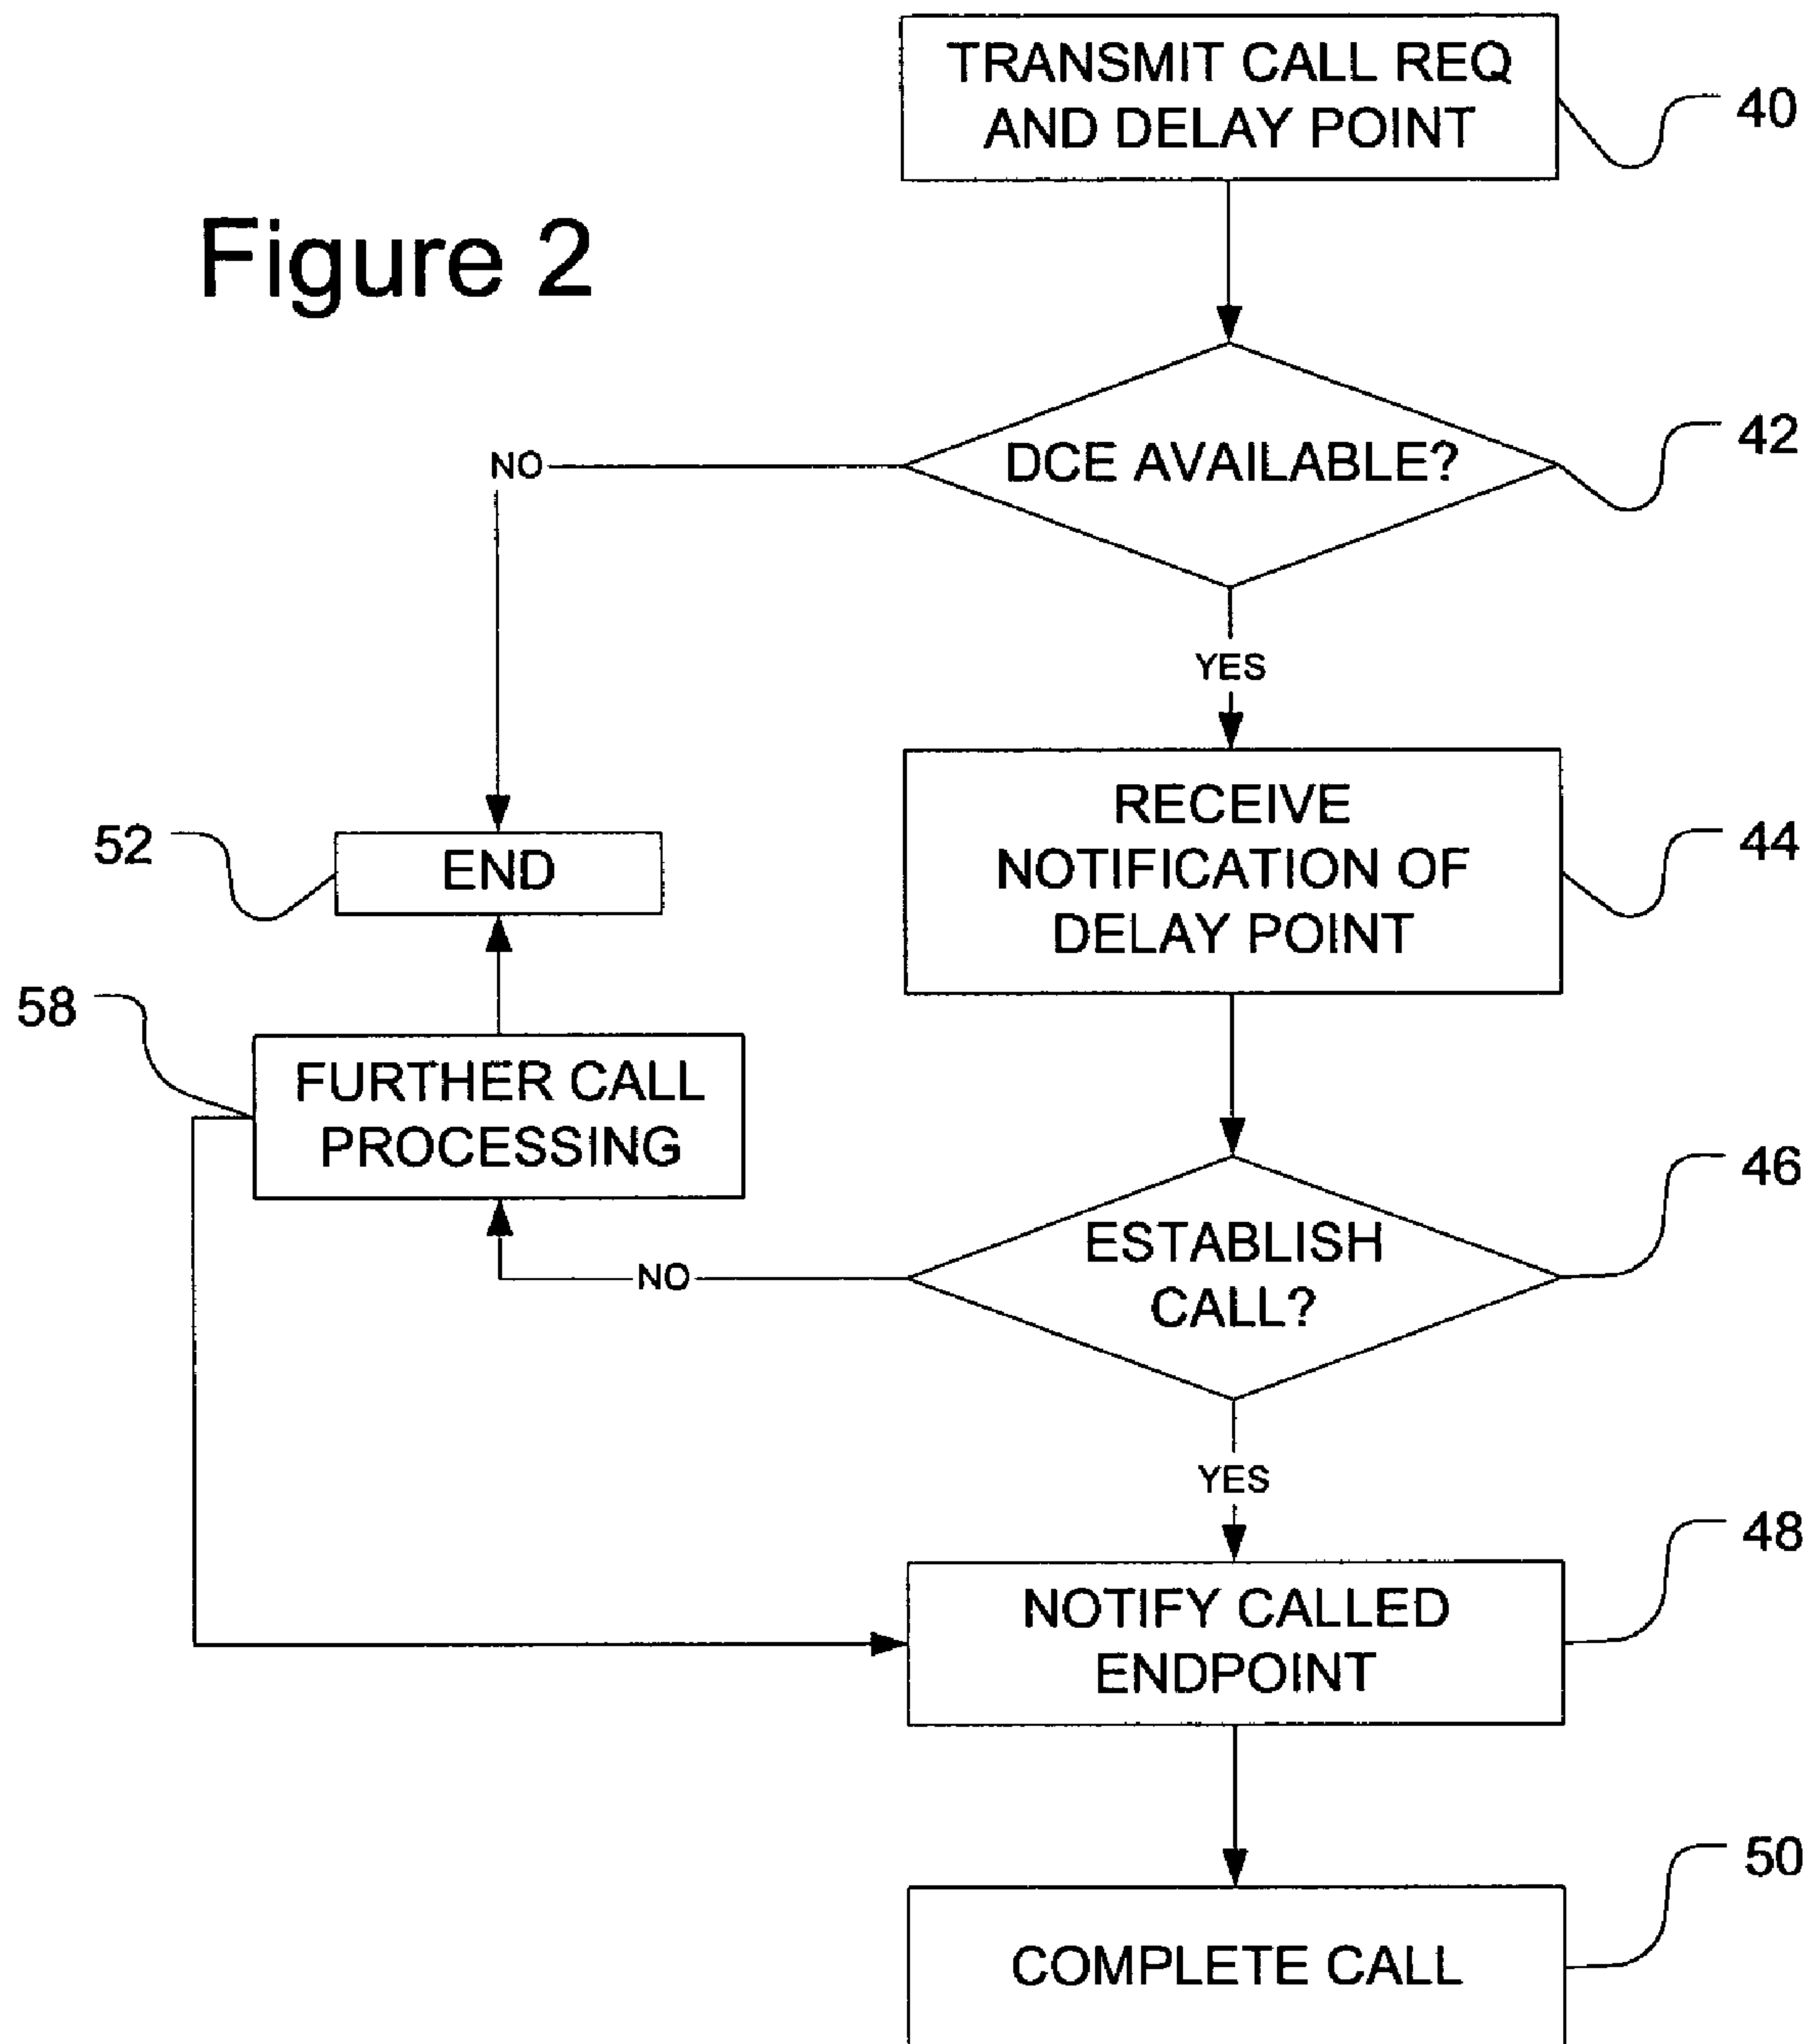 TRANSMIT CALL REQ
AND DELAY POINT
40
Figure 2
DCE AVAILABLE?
42
NO
YES
RECEIVE
NOTIFICATION OF
DELAY POINT
44
52
END
58
FURTHER CALL
PROCESSING
ESTABLISH
CALL?
46
NO
YES
NOTIFY CALLED
ENDPOINT
48
COMPLETE CALL
50